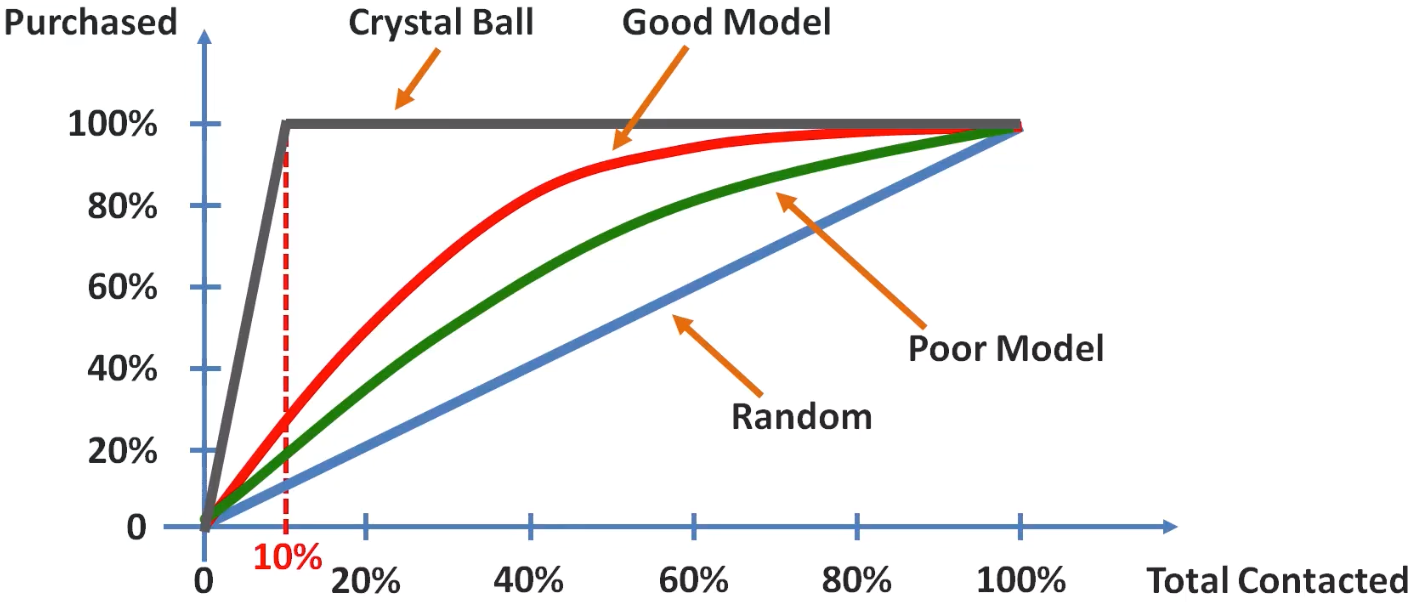 Purchased
Crystal Ball
Good Model
100%
80%
60%
40%
20%
0
Poor Model
Random
10%
0
20%
40%
60%
80%
100%
Total Contacted